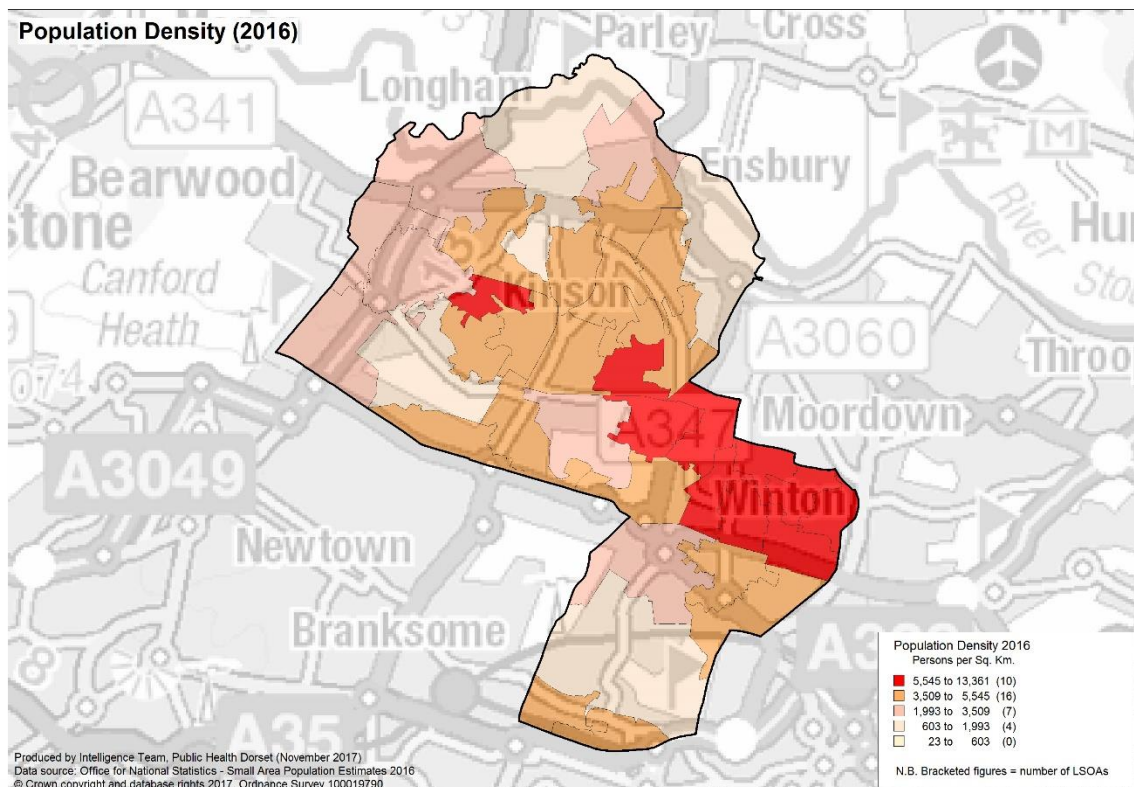 Population Density (2016)
Parley
Cross
Longham
A341
Bearwood
Ensbury
stone
River
Hu
Canford
Heath
Kinson
Stou
A3060
Throo
074
Moordown
A347
A3049
Winton
Newtown
Branksome
A35
Population Density 2016
Persons per Sq. Km.
5,545 to 13,361 (10)
3,509 to 5,545 (16)
1,993 to 3,509 (7)
603 to 1,993 (4)
23 to 603 (0)
N.B. Bracketed figures = number of LSOAs
Produced by Intelligence Team, Public Health Dorset (November 2017)
Data source: Office for National Statistics - Small Area Population Estimates 2016
© Crown copyright and database rights 2017. Ordnance Survey 100019790